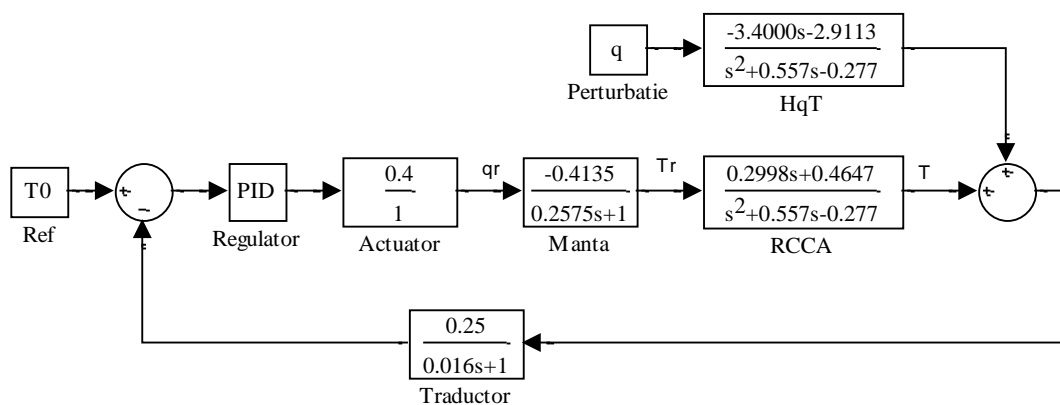 -3.4000s-2.9113
q
s2+0.557s-0.277
Perturbatie
HqT
T0
+
-
PID
0.4
1
qr
-0.4135
0.2575s+1
Tr
0.2998s+0.4647
s2+0.557s-0.277
T
+
+
Ref
Regulator
Actuator
Manta
RCCA
0.25
0.016s+1
Traductor